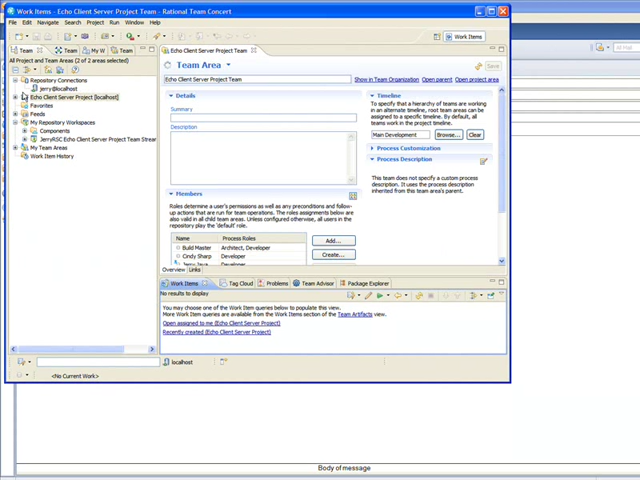 Work Items - Echo Client Server Project Team - Rational Team Concert
File Edit Navigate Search Project Run Window Help
Work Items
Team
Team
My W
Team
All Project and Team Areas (2 of 2 areas selected)
Repository Connections
jerry@localhost
Echo Client Server Project [localhost]
Favorites
Feeds
My Repository Workspaces
Components
JerryRSC Echo Client Server Project Team Strean
My Team Areas
Work Item History
Echo Client Server Project Team
Team Area
Save
Echo Client Server Project Team
Show in Team Organization Open parent Open project area
Details
Summary
Description
Members
Roles determine a user's permissions as well as any preconditions and follow-
up actions that are run for team operations. The roles assignments below are
also valid in all child team areas. Unless configured otherwise, all users in the
repository play the 'default' role.
Name Process Roles
Build Master Architect, Developer
Cindy Sharp Architect, Developer
Add...
Create...
Overview Links
Timeline
To specify that a hierarchy of teams are
working in an alternate timeline, root
team areas can be assigned to a specific
timeline. By default, all teams work in
the project timeline.
Main Development Browse... Clear
Process Customization
Process Description
This team does not specify a custom process
description. It uses the process description
inherited from this team area's parent.
Work Items Tag Cloud Problems Team Advisor Package Explorer
No results to display
You may choose one of the Work Item queries below to populate this view.
More Work Item queries are available from the Work Items section of the Team Artifacts view.
Open assigned to me (Echo Client Server Project)
Recently created (Echo Client Server Project)
localhost
<No Current Work>
All Mail
Body of message